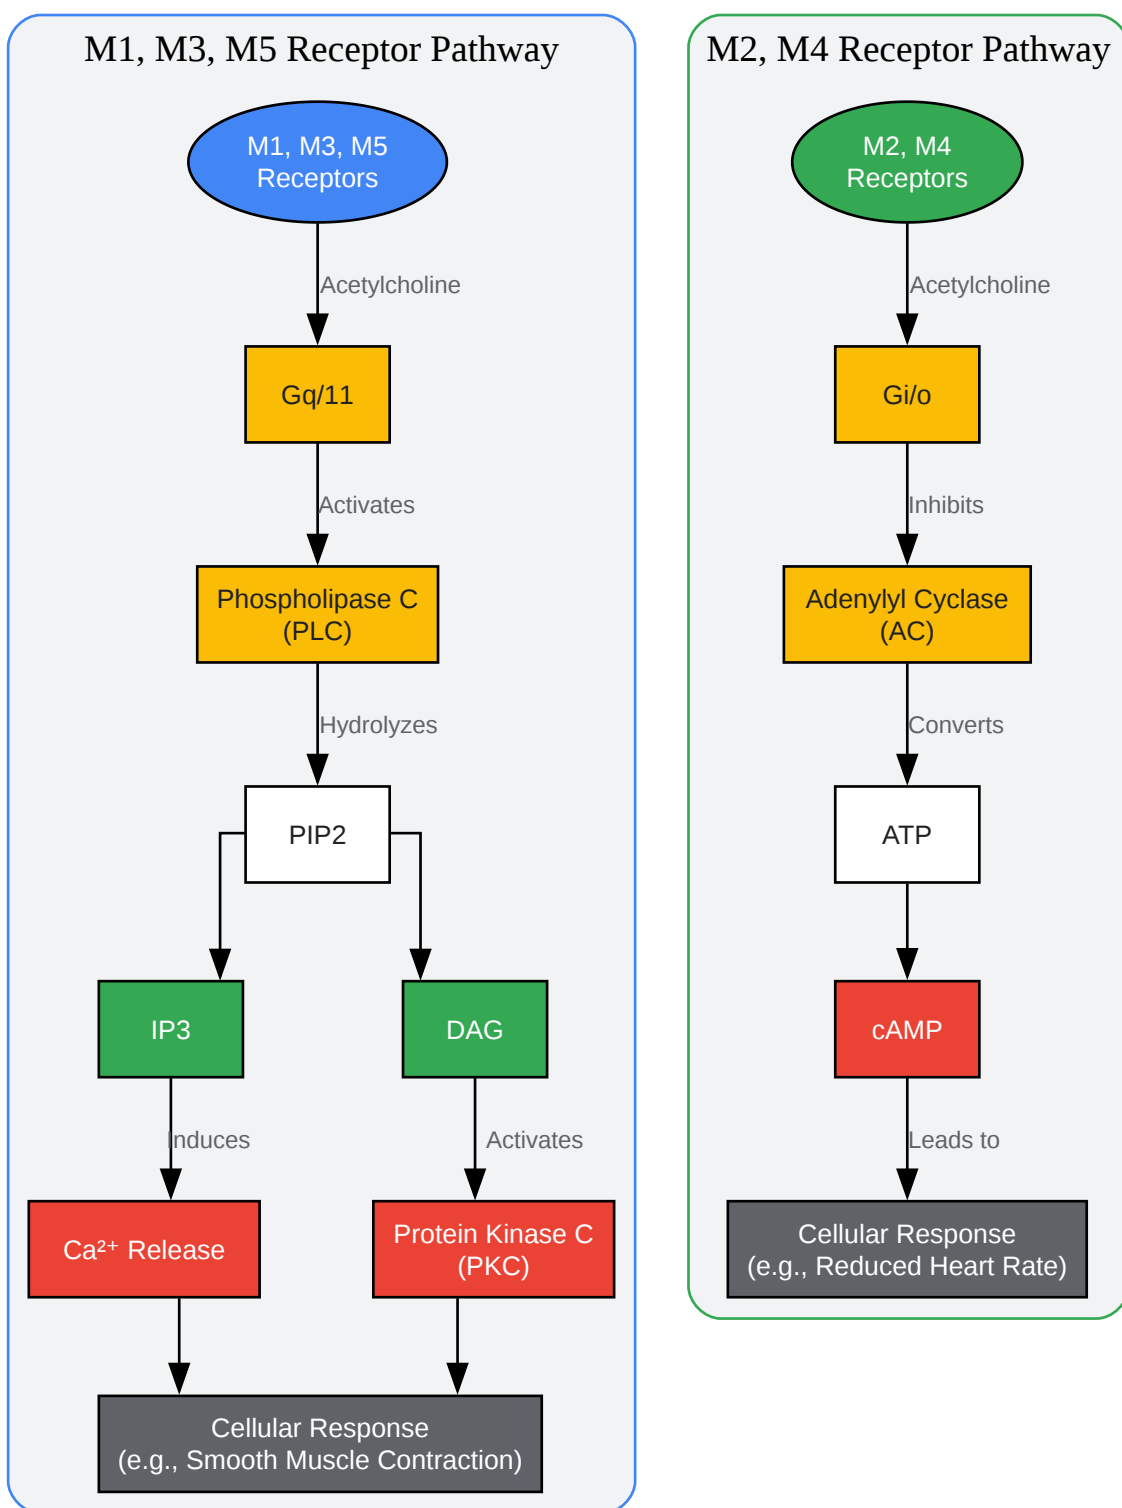 M1, M3, M5 Receptor Pathway
M1, M3, M5
Receptors
Acetylcholine
Gq/11
Activates
Phospholipase C
(PLC)
Hydrolyzes
PIP2
IP3
DAG
Induces
Activates
Ca²⁺ Release
Protein Kinase C
(PKC)
Cellular Response
(e.g., Smooth Muscle Contraction)
M2, M4 Receptor Pathway
M2, M4
Receptors
Acetylcholine
Gi/o
Inhibits
Adenylyl Cyclase
(AC)
Converts
ATP
cAMP
Leads to
Cellular Response
(e.g., Reduced Heart Rate)